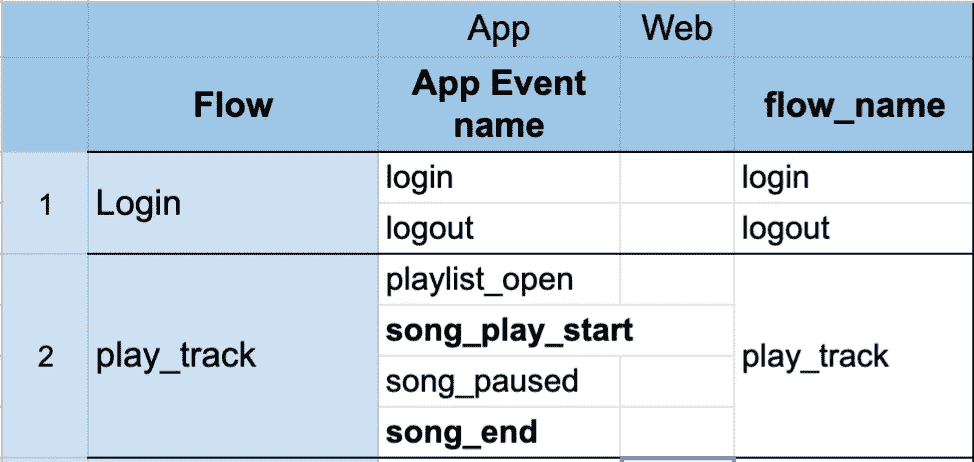 App Web
Flow App Event name flow_name
1 Login login login
logout logout
2 play_track playlist_open play_track
song_play_start
song_paused
song_end